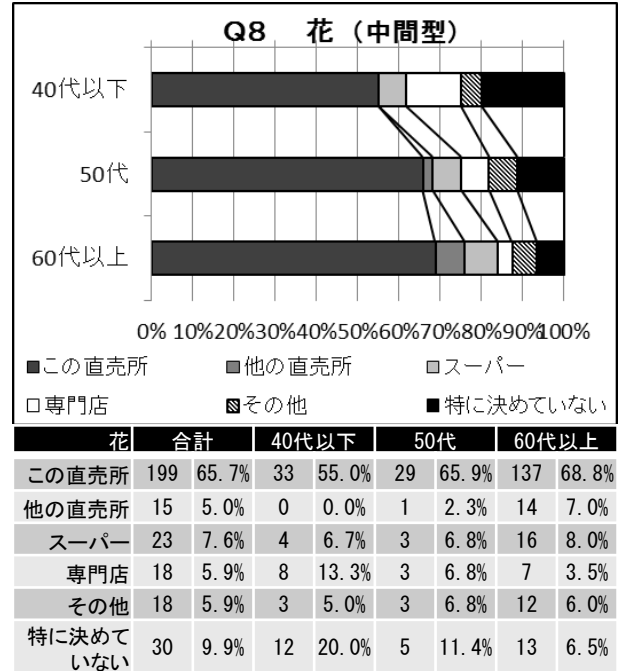 Q8　花（中間型）
40代以下
50代
60代以上
0% 10%20%30%40%50%60%70%80%90%100%
■この直売所 ■他の直売所 □スーパー
□専門店 ▨その他 ■特に決めていない
花 合計 40代以下 50代 60代以上
この直売所 199 65.7% 33 55.0% 29 65.9% 137 68.8%
他の直売所 15 5.0% 0 0.0% 1 2.3% 14 7.0%
スーパー 23 7.6% 4 6.7% 3 6.8% 16 8.0%
専門店 18 5.9% 8 13.3% 3 6.8% 7 3.5%
その他 18 5.9% 3 5.0% 3 6.8% 12 6.0%
特に決めて
いない 30 9.9% 12 20.0% 5 11.4% 13 6.5%